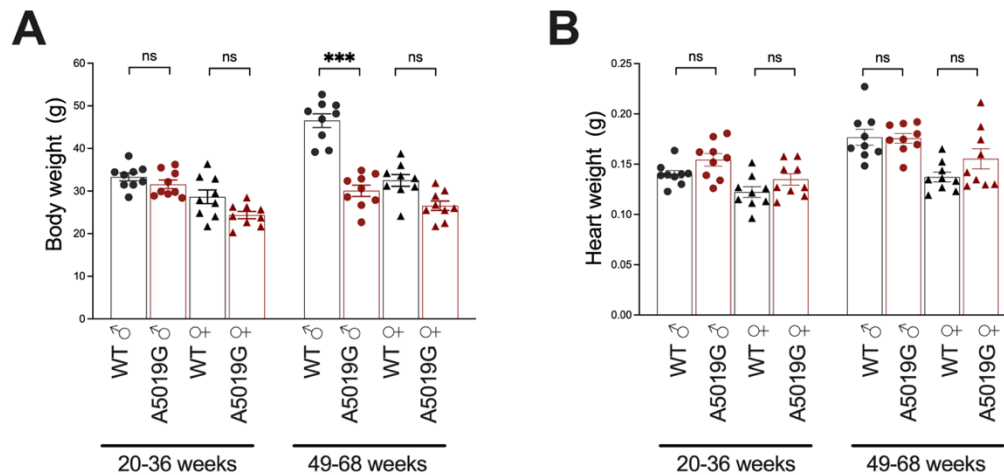 A
B
ns
ns
***
ns
ns
ns
ns
ns
Body weight (g)
60
50
40
30
20
10
0
Heart weight (g)
0.25
0.20
0.15
0.10
0.05
0.00
WT ♂
A5019G ♂
WT ♀
A5019G ♀
WT ♂
A5019G ♂
WT ♀
A5019G ♀
20-36 weeks
49-68 weeks
WT ♂
A5019G ♂
WT ♀
A5019G ♀
WT ♂
A5019G ♂
WT ♀
A5019G ♀
20-36 weeks
49-68 weeks